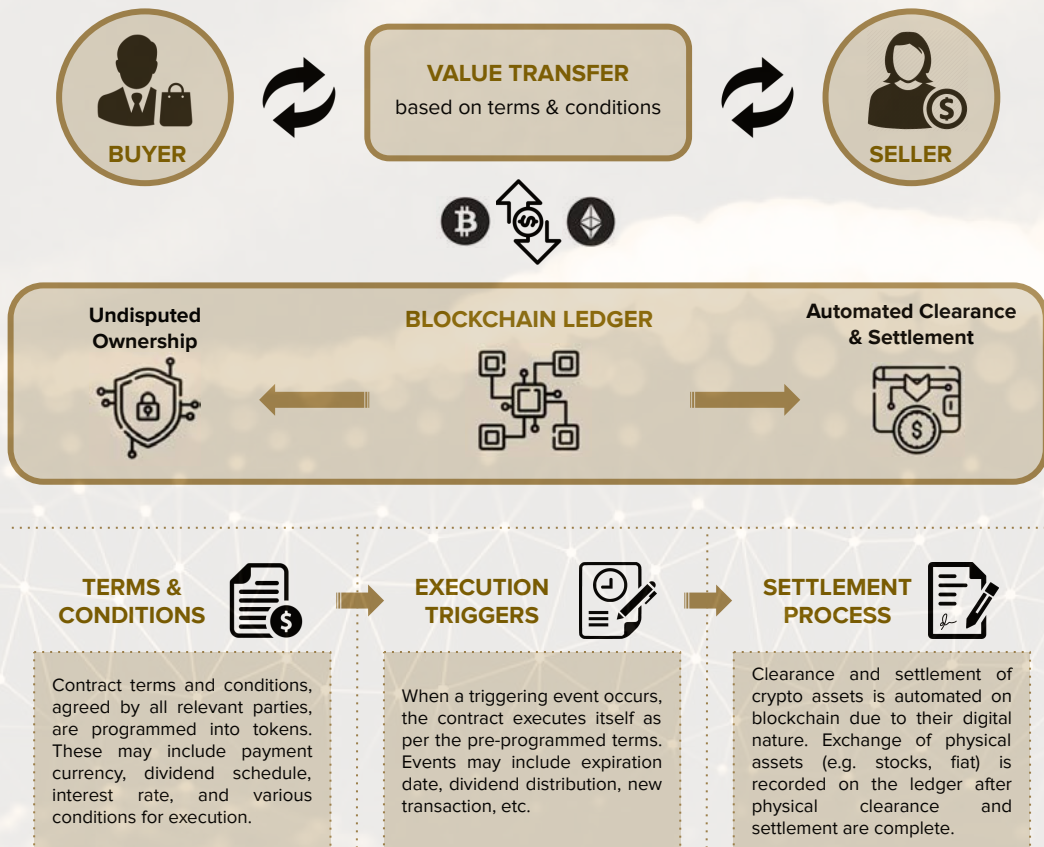 VALUE TRANSFER
based on terms & conditions
BUYER
SELLER
Undisputed
Ownership
BLOCKCHAIN LEDGER
Automated Clearance
& Settlement
TERMS &
CONDITIONS
EXECUTION
TRIGGERS
SETTLEMENT
PROCESS
Contract terms and conditions,
agreed by all relevant parties,
are programmed into tokens.
These may include payment
currency, dividend schedule,
interest rate, and various
conditions for execution.
When a triggering event occurs,
the contract executes itself as
per the pre-programmed terms.
Events may include expiration
date, dividend distribution, new
transaction, etc.
Clearance and settlement of
crypto assets is automated on
blockchain due to their digital
nature. Exchange of physical
assets (e.g. stocks, fiat) is
recorded on the ledger after
physical clearance and
settlement are complete.